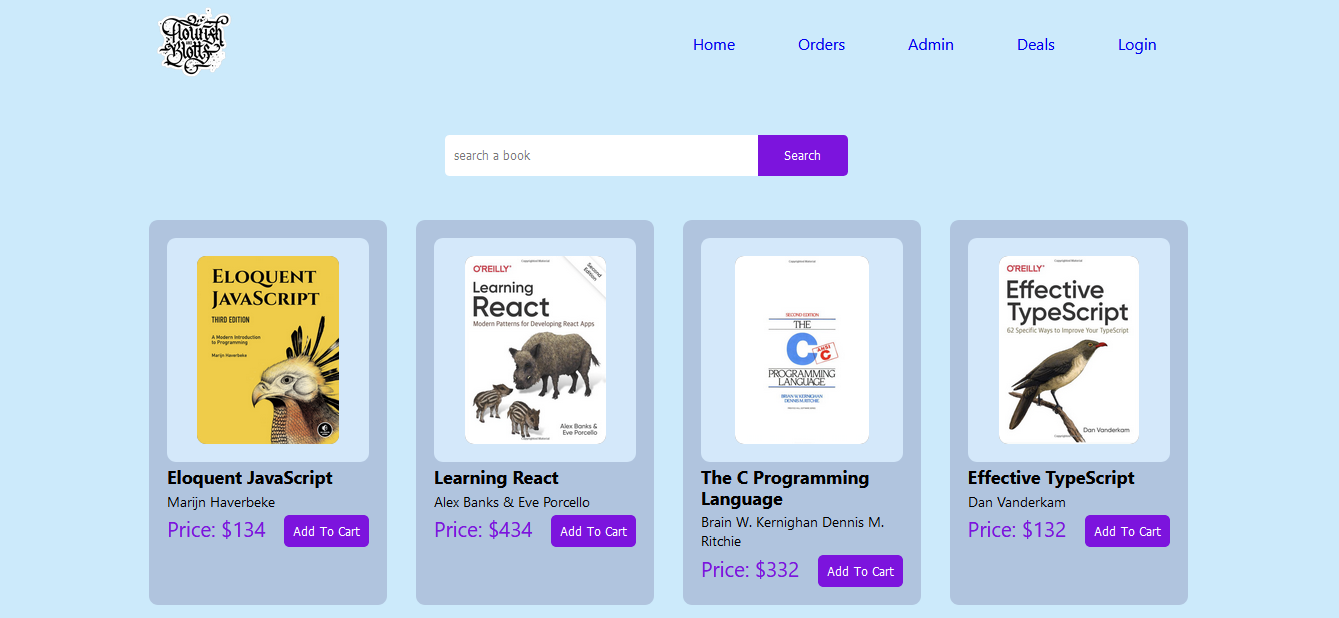 Flourish
Blotts
Home
Orders
Admin
Deals
Login
search a book
Search
ELOQUENT
JAVASCRIPT
THIRD EDITION
A Modern Introduction
to Programming
Marijn Haverbeke
Eloquent JavaScript
Marijn Haverbeke
Price: $134
Add To Cart
O'REILLY®
Second
Edition
Learning
React
Modern Patterns for Developing React Apps
Alex Banks &
Eve Porcello
Learning React
Alex Banks & Eve Porcello
Price: $434
Add To Cart
SECOND EDITION
THE
C
ANSI
C
PROGRAMMING
LANGUAGE
BRIAN W. KERNIGHAN
DENNIS M. RITCHIE
The C Programming
Language
Brain W. Kernighan Dennis M.
Ritchie
Price: $332
Add To Cart
O'REILLY®
Effective
TypeScript
62 Specific Ways to Improve Your TypeScript
Dan Vanderkam
Effective TypeScript
Dan Vanderkam
Price: $132
Add To Cart